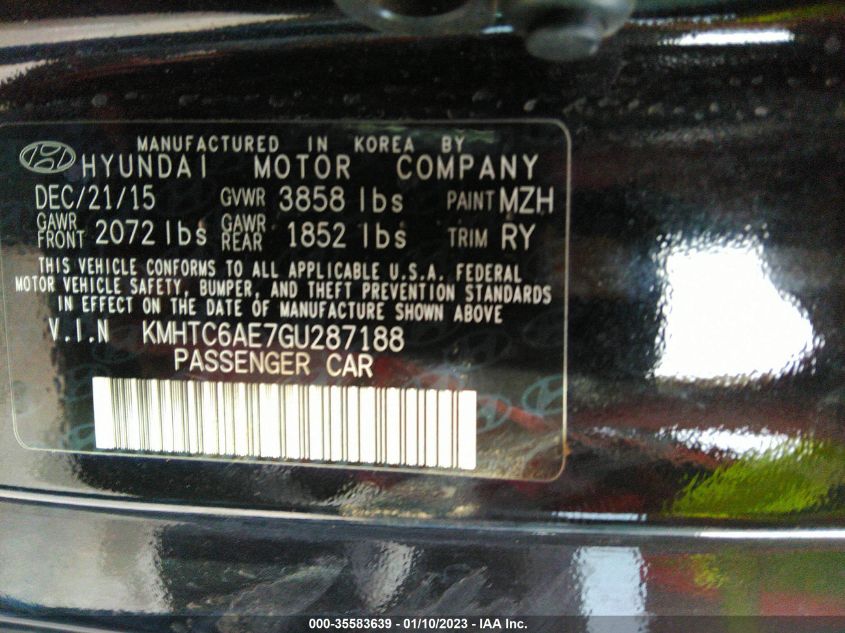 MANUFACTURED IN KOREA BY
HYUNDAI MOTOR COMPANY
DEC/21/15 GVWR 3858 lbs PAINT MZH
GAWR FRONT 2072 lbs GAWR REAR 1852 lbs TRIM RY
THIS VEHICLE CONFORMS TO ALL APPLICABLE U.S.A. FEDERAL
MOTOR VEHICLE SAFETY, BUMPER, AND THEFT PREVENTION STANDARDS
IN EFFECT ON THE DATE OF MANUFACTURE SHOWN ABOVE
V.I.N KMHTC6AE7GU287188
PASSENGER CAR
000-35583639 - 01/10/2023 - IAA Inc.